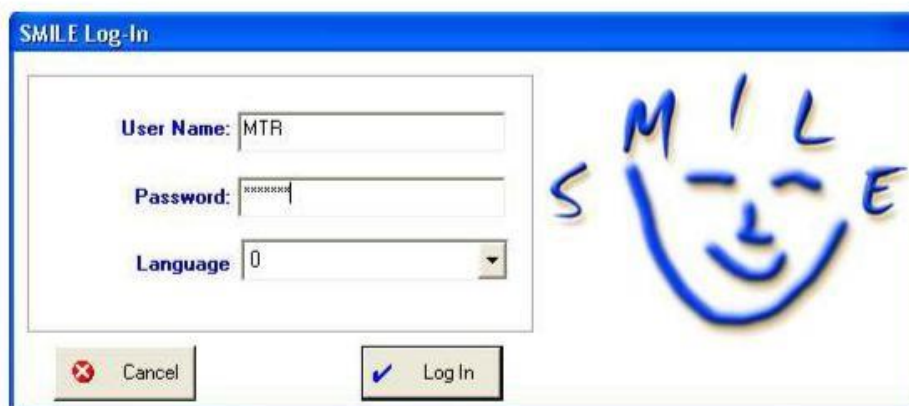 SMILE Log-In
User Name: MTR
Password: *******
Language 0
Cancel
Log In
S M I L E